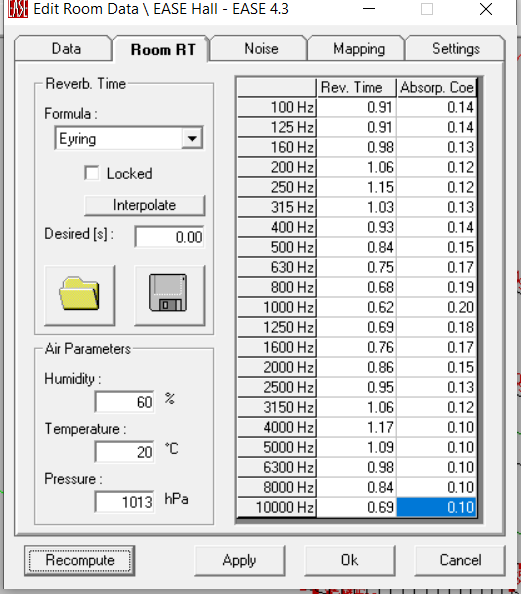 EASE Edit Room Data \ EASE Hall - EASE 4.3
Data Room RT Noise Mapping Settings
Reverb. Time
Formula :
Eyring
Locked
Interpolate
Desired [s] : 0.00
Air Parameters
Humidity :
60 %
Temperature :
20 °C
Pressure :
1013 hPa
Rev. Time Absorp. Coe
100 Hz 0.91 0.14
125 Hz 0.91 0.14
160 Hz 0.98 0.13
200 Hz 1.06 0.12
250 Hz 1.15 0.12
315 Hz 1.03 0.13
400 Hz 0.93 0.14
500 Hz 0.84 0.15
630 Hz 0.75 0.17
800 Hz 0.68 0.19
1000 Hz 0.62 0.20
1250 Hz 0.69 0.18
1600 Hz 0.76 0.17
2000 Hz 0.86 0.15
2500 Hz 0.95 0.13
3150 Hz 1.06 0.12
4000 Hz 1.17 0.10
5000 Hz 1.09 0.10
6300 Hz 0.98 0.10
8000 Hz 0.84 0.10
10000 Hz 0.69 0.10
Recompute Apply Ok Cancel